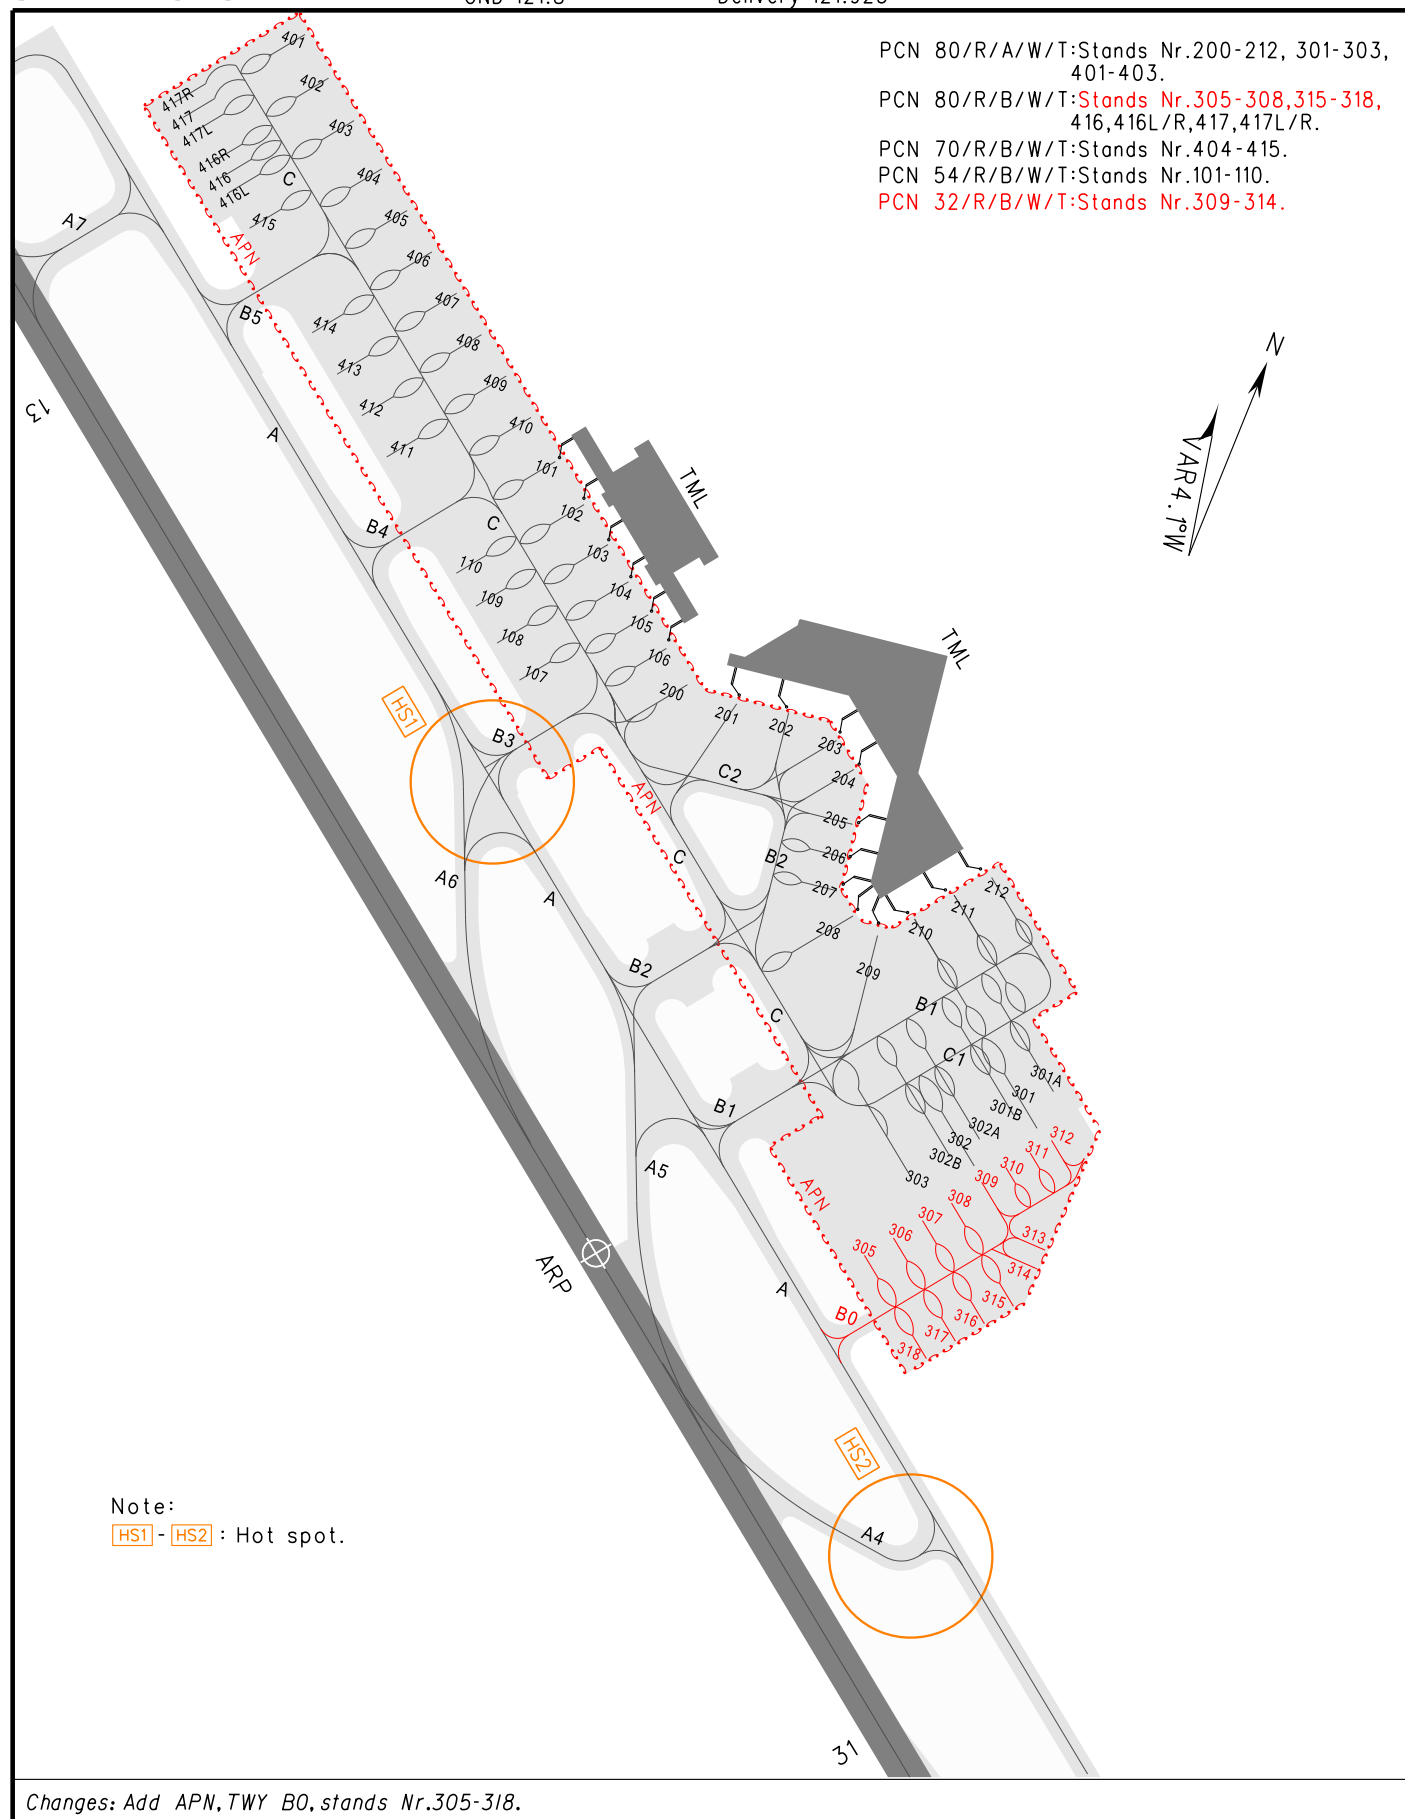 PCN 80/R/A/W/T:Stands Nr.200-212, 301-303,
401-403.
PCN 80/R/B/W/T:Stands Nr.305-308,315-318,
416,416L/R,417,417L/R.
PCN 70/R/B/W/T:Stands Nr.404-415.
PCN 54/R/B/W/T:Stands Nr.101-110.
PCN 32/R/B/W/T:Stands Nr.309-314.
401
402
417R
417
417L
403
416R
416
416L
C
404
415
405
A7
APN
406
407
B5
414
408
N
413
409
412
410
13
A
411
101
TML
VAR4.1°W
102
B4
C
103
110
104
109
105
108
106
TML
107
200
HS1
201
202
B3
203
C2
204
APN
205
C
B2
206
A6
207
212
A
211
208
210
B2
209
B1
C
C1
301A
301
301B
B1
302A
302
312
302B
311
A5
310
303
309
APN
308
307
306
313
305
314
ARP
A
315
B0
316
317
318
HS2
Note:
HS1 - HS2 : Hot spot.
A4
31
Changes: Add APN,TWY B0,stands Nr.305-318.